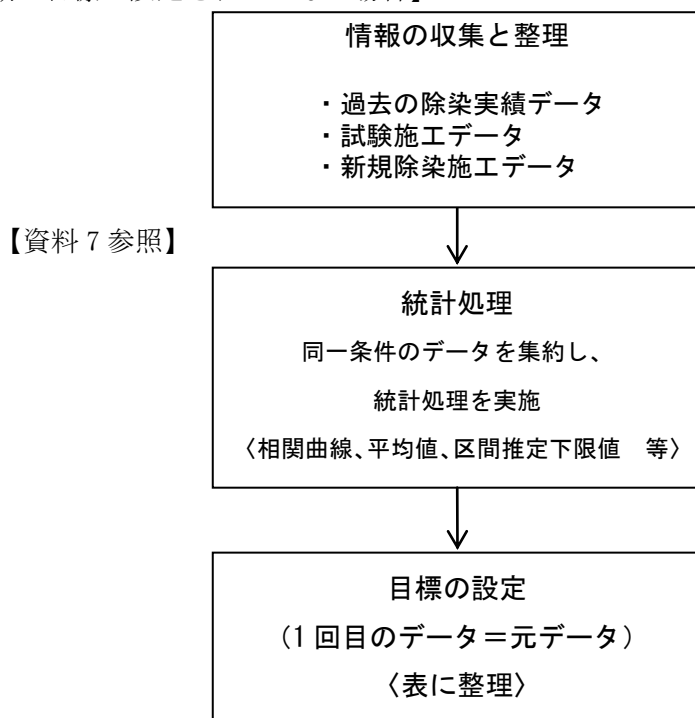 情報の収集と整理
・過去の除染実績データ
・試験施工データ
・新規除染施工データ
【資料 7 参照】
統計処理
同一条件のデータを集約し、
統計処理を実施
〈相関曲線、平均値、区間推定下限値　等〉
目標の設定
(1 回目のデータ＝元データ)
〈表に整理〉